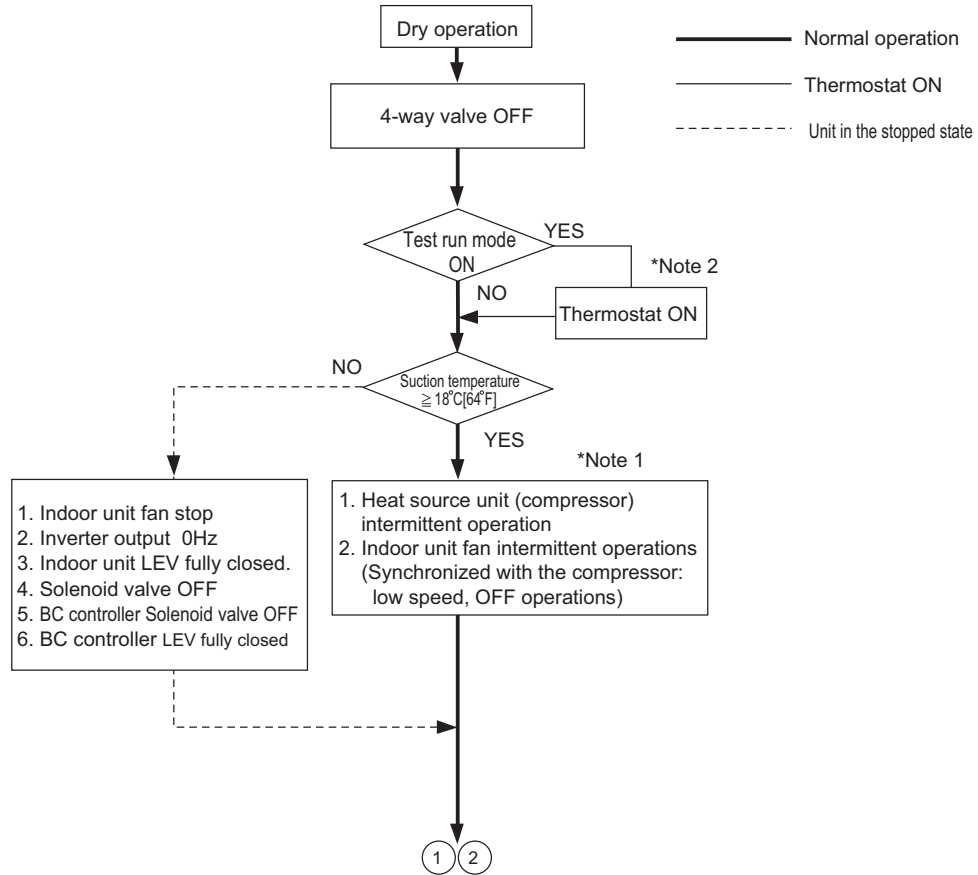 Dry operation
Normal operation
Thermostat ON
Unit in the stopped state
4-way valve OFF
Test run mode
ON
YES
*Note 2
NO
Thermostat ON
NO
Suction temperature
≧ 18°C[64°F]
YES
*Note 1
1. Indoor unit fan stop
2. Inverter output 0Hz
3. Indoor unit LEV fully closed.
4. Solenoid valve OFF
5. BC controller Solenoid valve OFF
6. BC controller LEV fully closed
1. Heat source unit (compressor)
intermittent operation
2. Indoor unit fan intermittent operations
(Synchronized with the compressor:
low speed, OFF operations)
1 2